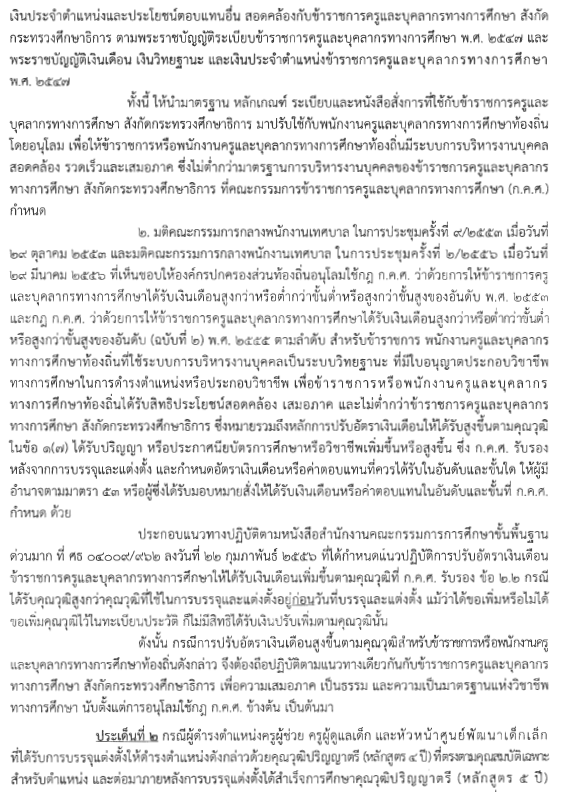 เงินประจำตำแหน่งและประโยชน์ตอบแทนอื่น สอดคล้องกับข้าราชการครูและบุคลากรทางการศึกษา สังกัด
กระทรวงศึกษาธิการ ตามพระราชบัญญัติระเบียบข้าราชการครูและบุคลากรทางการศึกษา พ.ศ. ๒๕๔๗ และ
พระราชบัญญัติเงินเดือน เงินวิทยฐานะ และเงินประจำตำแหน่งข้าราชการครูและบุคลากรทางการศึกษา
พ.ศ. ๒๕๔๗
ทั้งนี้ ให้นำมาตรฐาน หลักเกณฑ์ ระเบียบและหนังสือสั่งการที่ใช้กับข้าราชการครูและ
บุคลากรทางการศึกษา สังกัดกระทรวงศึกษาธิการ มาปรับใช้กับพนักงานครูและบุคลากรทางการศึกษาท้องถิ่น
โดยอนุโลม เพื่อให้ข้าราชการหรือพนักงานครูและบุคลากรทางการศึกษาท้องถิ่นมีระบบการบริหารงานบุคคล
สอดคล้อง รวดเร็วและเสมอภาค ซึ่งไม่ต่ำกว่ามาตรฐานการบริหารงานบุคคลของข้าราชการครูและบุคลากร
ทางการศึกษา สังกัดกระทรวงศึกษาธิการ ที่คณะกรรมการข้าราชการครูและบุคลากรทางการศึกษา (ก.ค.ศ.)
กำหนด
๒. มติคณะกรรมการกลางพนักงานเทศบาล ในการประชุมครั้งที่ ๙/๒๕๕๓ เมื่อวันที่
๒๙ ตุลาคม ๒๕๕๓ และมติคณะกรรมการกลางพนักงานเทศบาล ในการประชุมครั้งที่ ๒/๒๕๕๖ เมื่อวันที่
๒๙ มีนาคม ๒๕๕๖ ที่เห็นชอบให้องค์กรปกครองส่วนท้องถิ่นอนุโลมใช้กฎ ก.ค.ศ. ว่าด้วยการให้ข้าราชการครู
และบุคลากรทางการศึกษาได้รับเงินเดือนสูงกว่าหรือต่ำกว่าขั้นต่ำหรือสูงกว่าขั้นสูงของอันดับ พ.ศ. ๒๕๕๓
และกฎ ก.ค.ศ. ว่าด้วยการให้ข้าราชการครูและบุคลากรทางการศึกษาได้รับเงินเดือนสูงกว่าหรือต่ำกว่าขั้นต่ำ
หรือสูงกว่าขั้นสูงของอันดับ (ฉบับที่ ๒) พ.ศ. ๒๕๕๕ ตามลำดับ สำหรับข้าราชการ พนักงานครูและบุคลากร
ทางการศึกษาท้องถิ่นที่ใช้ระบบการบริหารงานบุคคลเป็นระบบวิทยฐานะ ที่มีใบอนุญาตประกอบวิชาชีพ
ทางการศึกษาในการดำรงตำแหน่งหรือประกอบวิชาชีพ เพื่อข้าราชการหรือพนักงานครูและบุคลากร
ทางการศึกษาท้องถิ่นได้รับสิทธิประโยชน์สอดคล้อง เสมอภาค และไม่ต่ำกว่าข้าราชการครูและบุคลากร
ทางการศึกษา สังกัดกระทรวงศึกษาธิการ ซึ่งหมายรวมถึงหลักการปรับอัตราเงินเดือนให้ได้รับสูงขึ้นตามคุณวุฒิ
ในข้อ ๑(๗) ได้รับปริญญา หรือประกาศนียบัตรการศึกษาหรือวิชาชีพเพิ่มขึ้นหรือสูงขึ้น ซึ่ง ก.ค.ศ. รับรอง
หลังจากการบรรจุและแต่งตั้ง และกำหนดอัตราเงินเดือนหรือค่าตอบแทนที่ควรได้รับในอันดับและขั้นใด ให้ผู้มี
อำนาจตามมาตรา ๕๓ หรือผู้ซึ่งได้รับมอบหมายสั่งให้ได้รับเงินเดือนหรือค่าตอบแทนในอันดับและขั้นที่ ก.ค.ศ.
กำหนด ด้วย
ประกอบแนวทางปฏิบัติตามหนังสือสำนักงานคณะกรรมการการศึกษาขั้นพื้นฐาน
ด่วนมาก ที่ ศธ ๐๔๐๐๙/๙๖๒ ลงวันที่ ๒๒ กุมภาพันธ์ ๒๕๕๖ ที่ได้กำหนดแนวปฏิบัติการปรับอัตราเงินเดือน
ข้าราชการครูและบุคลากรทางการศึกษาให้ได้รับเงินเดือนเพิ่มขึ้นตามคุณวุฒิที่ ก.ค.ศ. รับรอง ข้อ ๒.๒ กรณี
ได้รับคุณวุฒิสูงกว่าคุณวุฒิที่ใช้ในการบรรจุและแต่งตั้งอยู่ก่อนวันที่บรรจุและแต่งตั้ง แม้ว่าได้ขอเพิ่มหรือไม่ได้
ขอเพิ่มคุณวุฒิไว้ในทะเบียนประวัติ ก็ไม่มีสิทธิได้รับเงินปรับเพิ่มตามคุณวุฒินั้น
ดังนั้น กรณีการปรับอัตราเงินเดือนสูงขึ้นตามคุณวุฒิสำหรับข้าราชการหรือพนักงานครู
และบุคลากรทางการศึกษาท้องถิ่นดังกล่าว จึงต้องถือปฏิบัติตามแนวทางเดียวกันกับข้าราชการครูและบุคลากร
ทางการศึกษา สังกัดกระทรวงศึกษาธิการ เพื่อความเสมอภาค เป็นธรรม และความเป็นมาตรฐานแห่งวิชาชีพ
ทางการศึกษา นับตั้งแต่การอนุโลมใช้กฎ ก.ค.ศ. ข้างต้น เป็นต้นมา
ประเด็นที่ ๒ กรณีผู้ดำรงตำแหน่งครูผู้ช่วย ครูผู้ดูแลเด็ก และหัวหน้าศูนย์พัฒนาเด็กเล็ก
ที่ได้รับการบรรจุแต่งตั้งให้ดำรงตำแหน่งดังกล่าวด้วยคุณวุฒิปริญญาตรี (หลักสูตร ๔ ปี) ที่ตรงตามคุณสมบัติเฉพาะ
สำหรับตำแหน่ง และต่อมาภายหลังการบรรจุแต่งตั้งได้สำเร็จการศึกษาคุณวุฒิปริญญาตรี (หลักสูตร ๕ ปี)